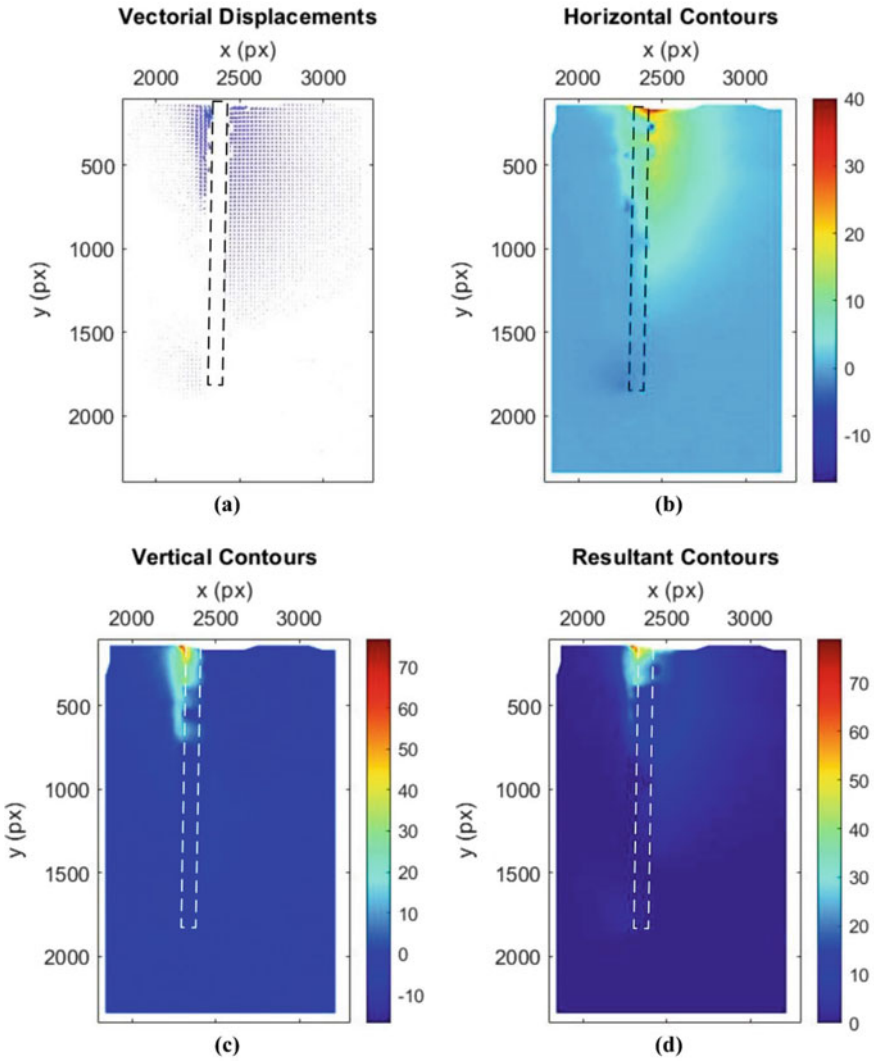 Vectorial Displacements
x (px)
2000 2500 3000
y (px)
500
1000
1500
2000
(a)
Horizontal Contours
x (px)
2000 2500 3000
y (px)
500
1000
1500
2000
40
30
20
10
0
-10
(b)
Vertical Contours
x (px)
2000 2500 3000
y (px)
500
1000
1500
2000
70
60
50
40
30
20
10
0
-10
(c)
Resultant Contours
x (px)
2000 2500 3000
y (px)
500
1000
1500
2000
70
60
50
40
30
20
10
0
(d)